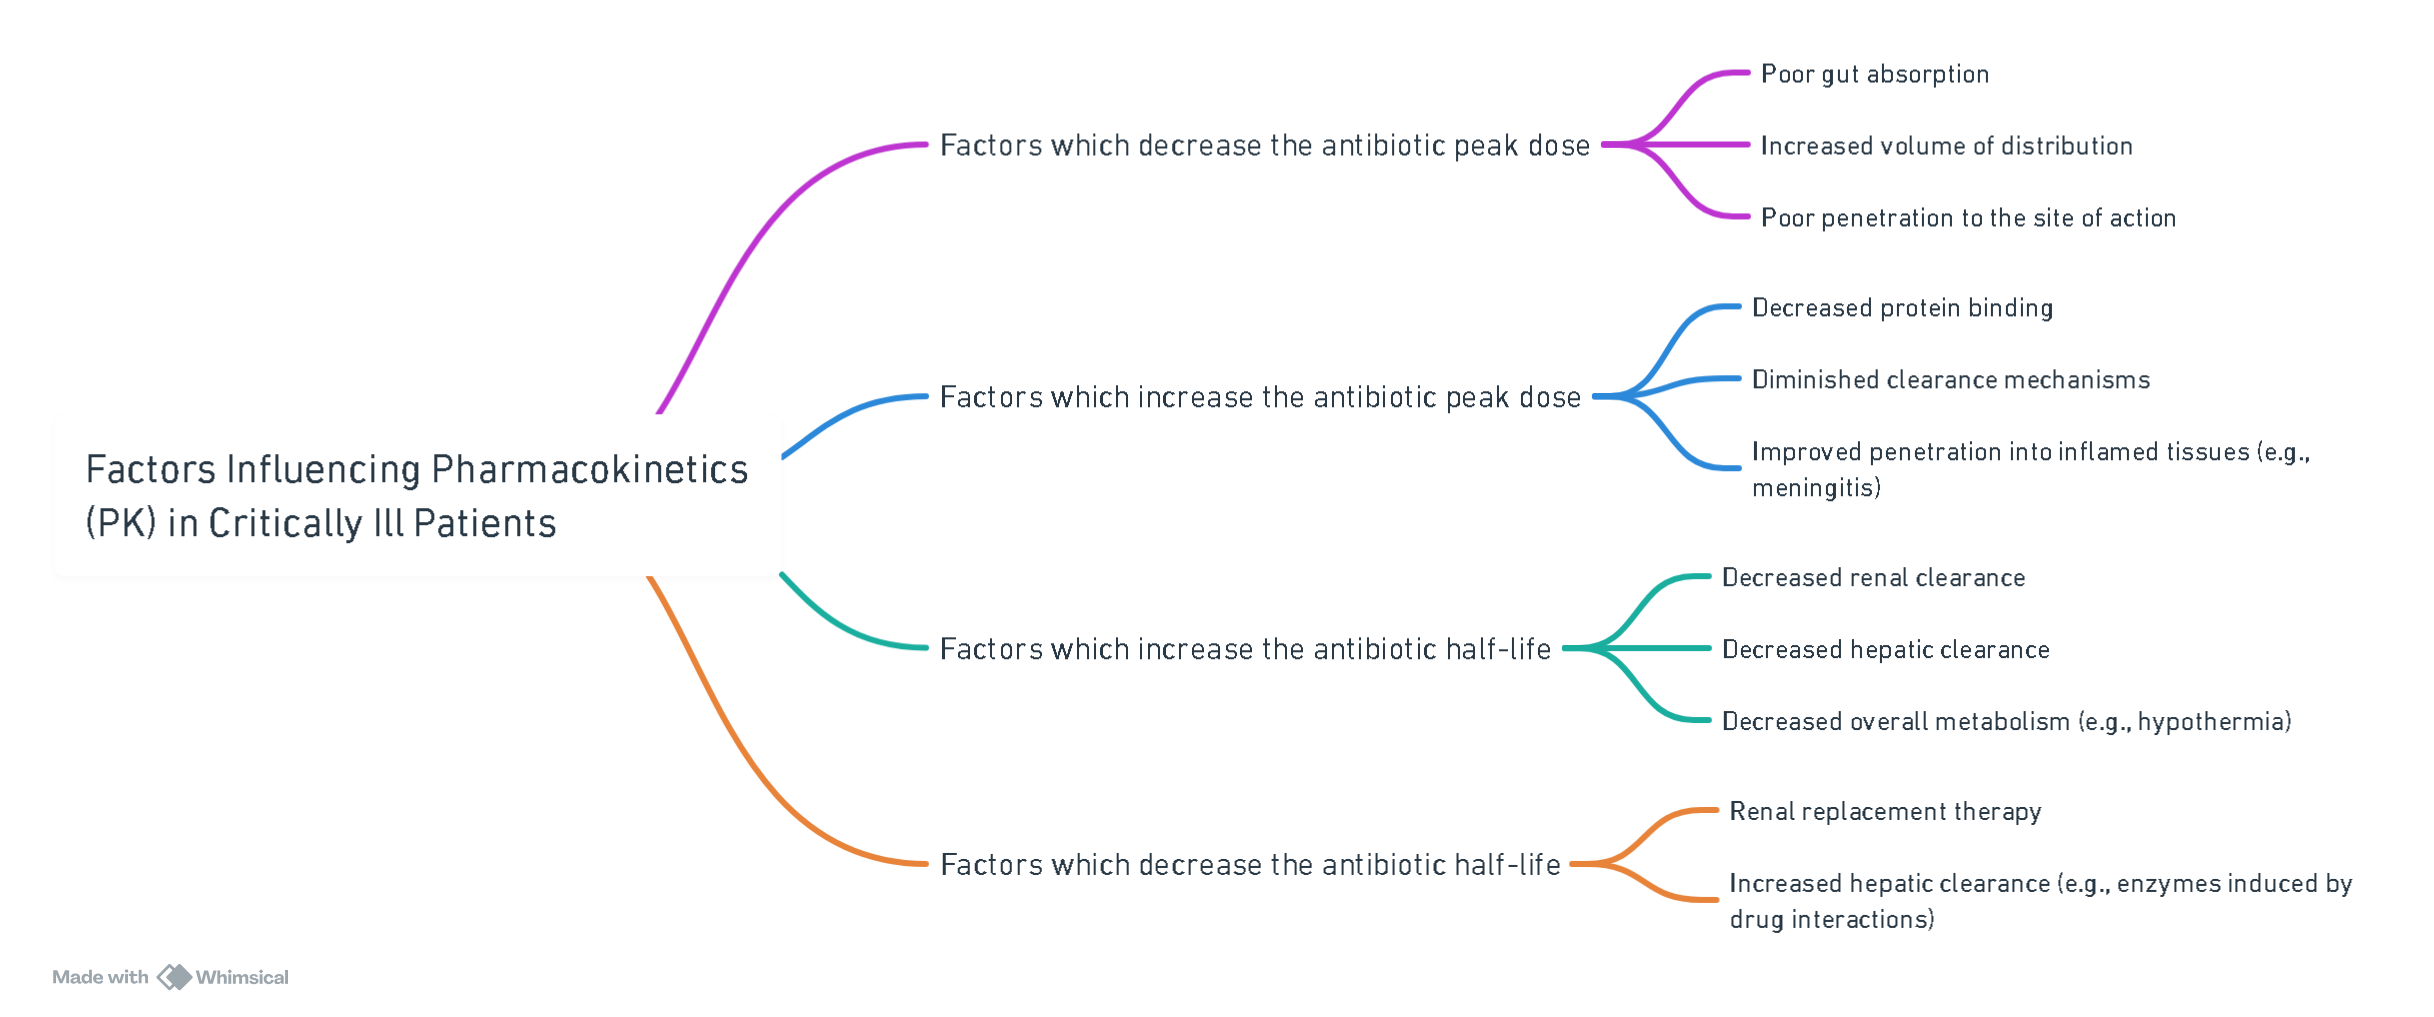 Poor gut absorption
Factors which decrease the antibiotic peak dose
Increased volume of distribution
Poor penetration to the site of action
Decreased protein binding
Factors which increase the antibiotic peak dose
Diminished clearance mechanisms
Improved penetration into inflamed tissues (e.g.,
meningitis)
Factors Influencing Pharmacokinetics
(PK) in Critically Ill Patients
Decreased renal clearance
Factors which increase the antibiotic half-life
Decreased hepatic clearance
Decreased overall metabolism (e.g., hypothermia)
Renal replacement therapy
Factors which decrease the antibiotic half-life
Increased hepatic clearance (e.g., enzymes induced by
drug interactions)
Made with Whimsical